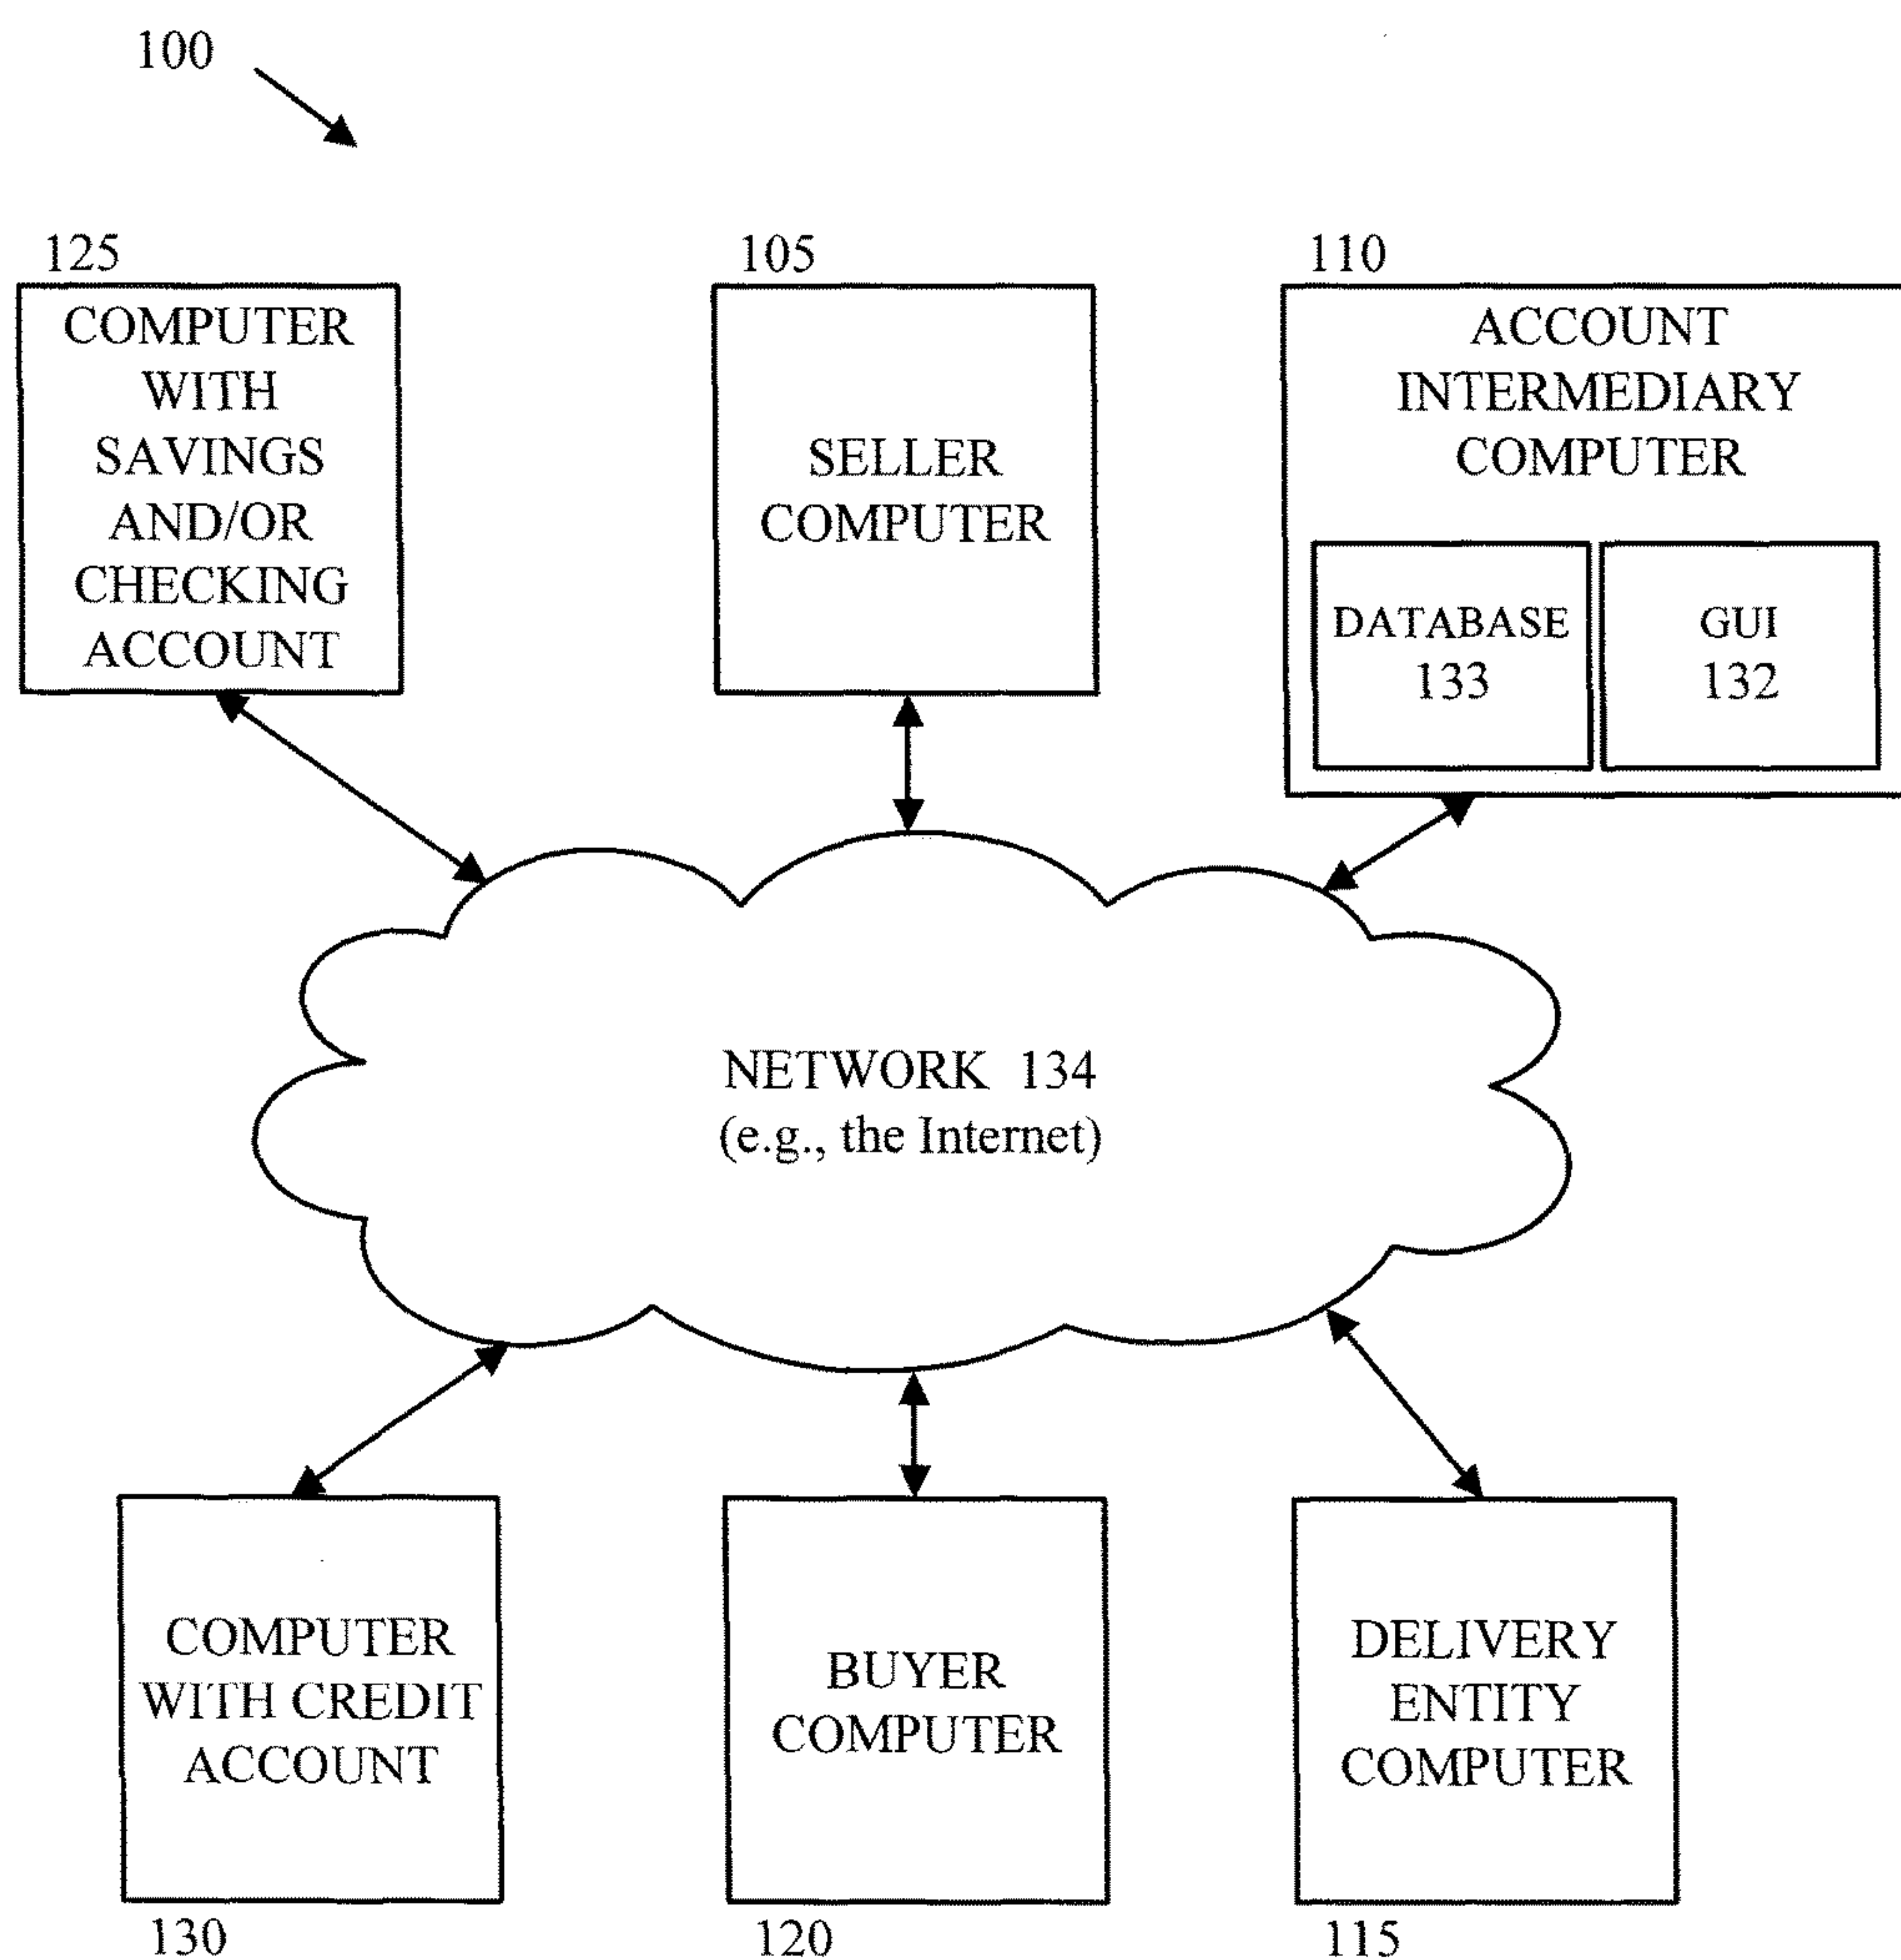 100
125
COMPUTER
WITH
SAVINGS
AND/OR
CHECKING
ACCOUNT
105
SELLER
COMPUTER
110
ACCOUNT
INTERMEDIARY
COMPUTER
DATABASE
133
GUI
132
NETWORK 134
(e.g., the Internet)
COMPUTER
WITH CREDIT
ACCOUNT
130
BUYER
COMPUTER
120
DELIVERY
ENTITY
COMPUTER
115